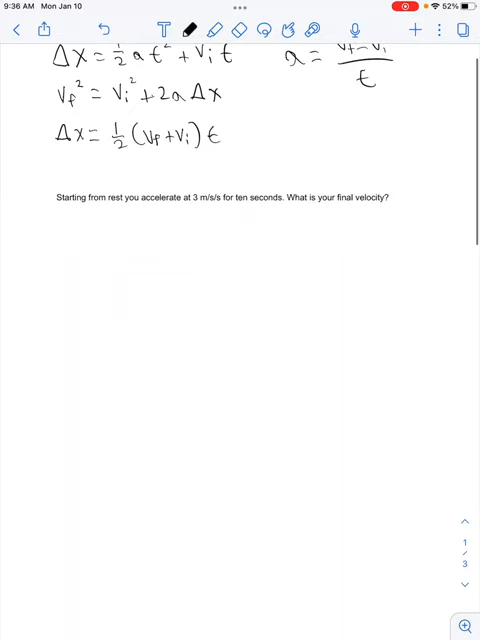 9:36 AM Mon Jan 10
52%
Δx = 1/2 a t² + Vi t
a = Vf - Vi / t
Vf² = Vi² + 2a Δx
Δx = 1/2 (Vf + Vi) t
Starting from rest you accelerate at 3 m/s/s for ten seconds. What is your final velocity?
1
/
3